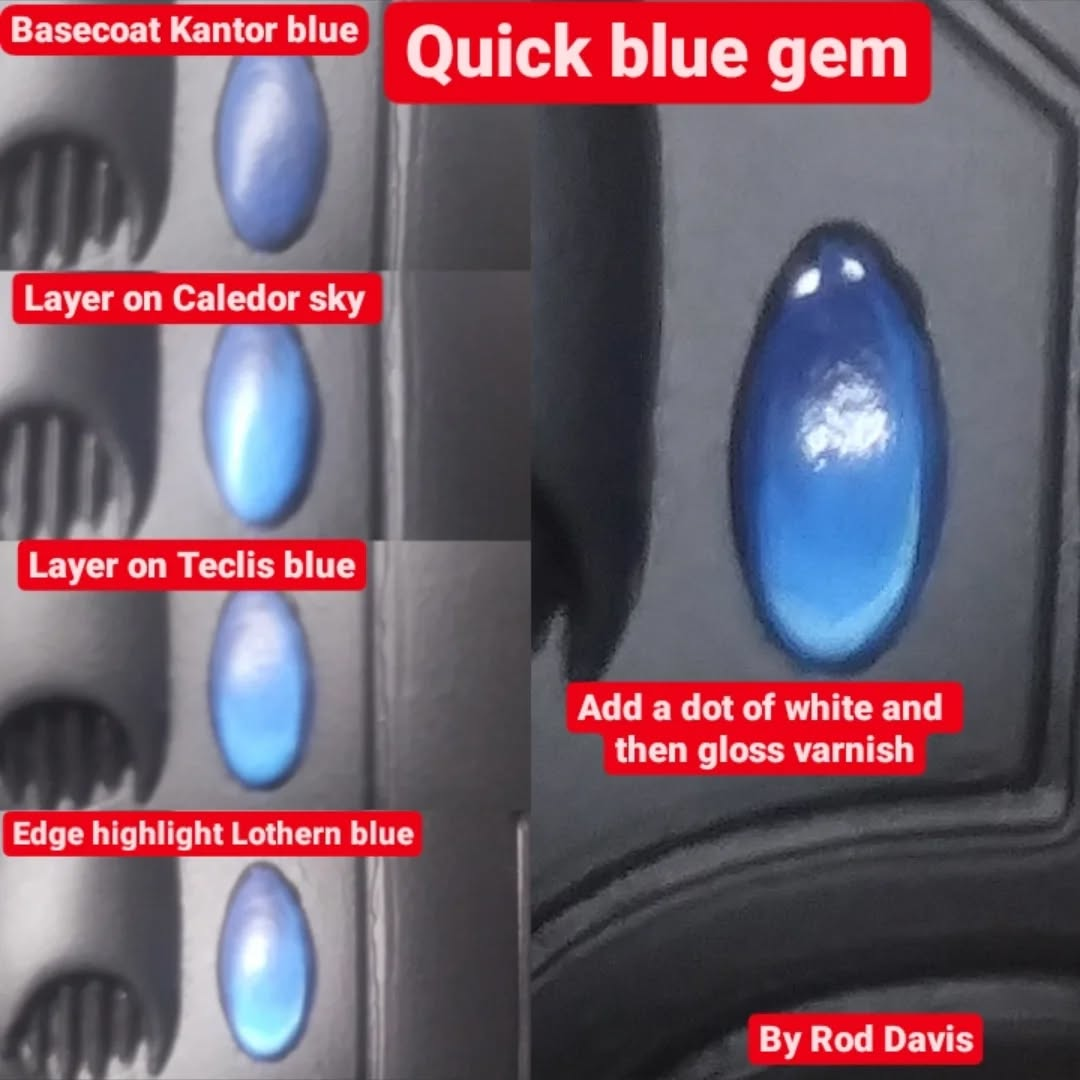 Quick blue gem
Basecoat Kantor blue
Layer on Caledor sky
Layer on Teclis blue
Edge highlight Lothern blue
Add a dot of white and
then gloss varnish
By Rod Davis